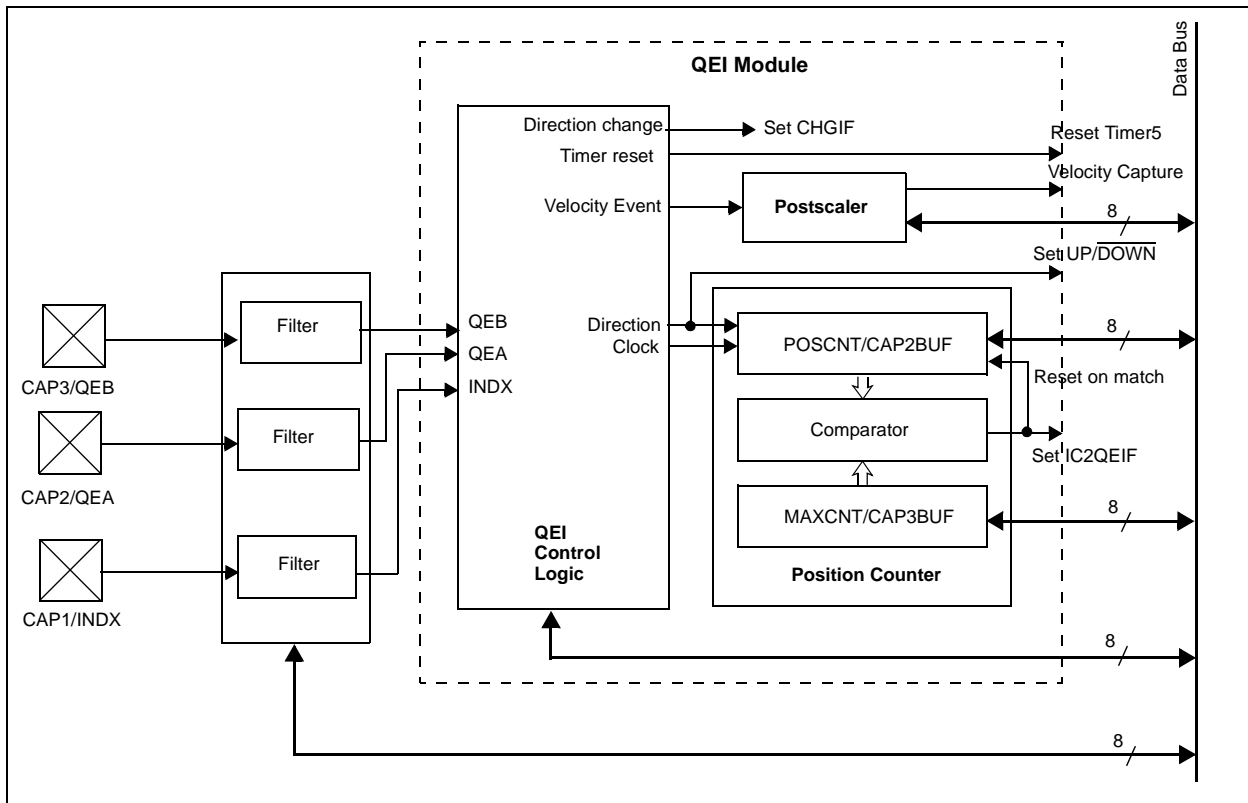 QEI Module
Data Bus
Direction change
Set CHGIF
Reset Timer5
Timer reset
Velocity Capture
Velocity Event
Postscaler
8
Set UP/DOWN
Filter
QEB
Direction
POSCNT/CAP2BUF
8
CAP3/QEB
QEA
Clock
Reset on match
INDX
Filter
Comparator
CAP2/QEA
Set IC2QEIF
MAXCNT/CAP3BUF
8
Filter
QEI
Control
Logic
Position Counter
CAP1/INDX
8
8